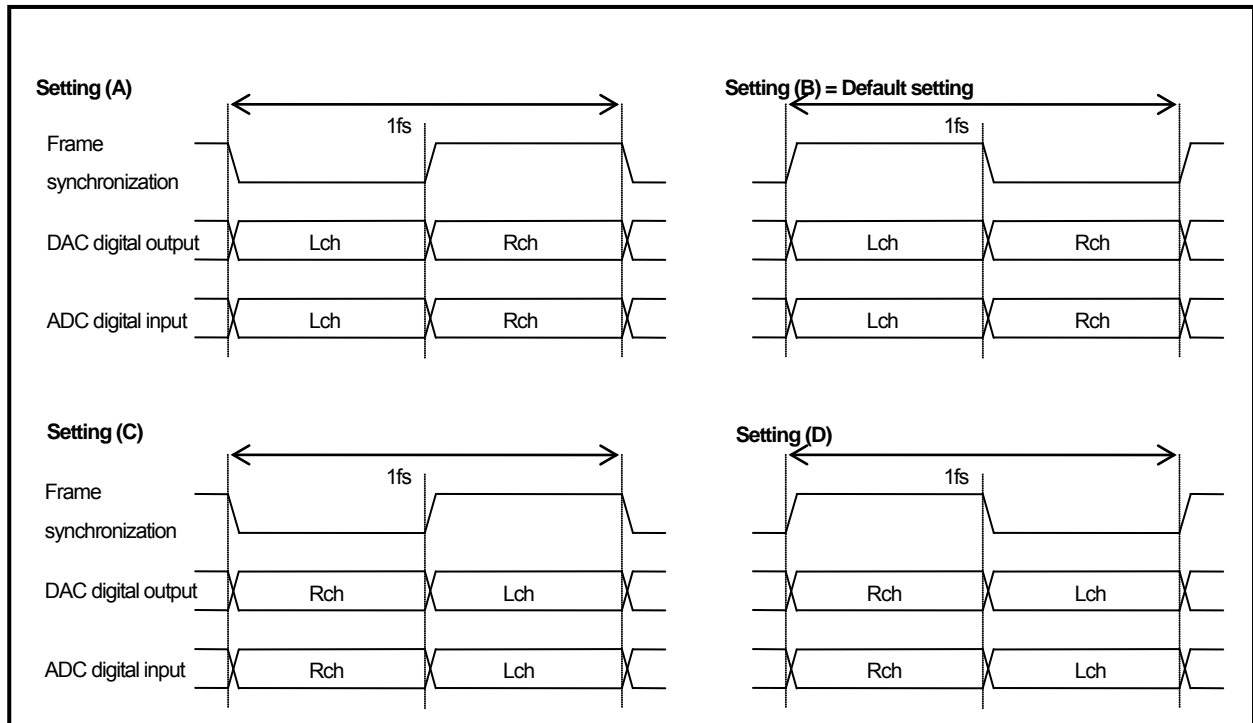 Setting (A)
1fs
Frame
synchronization
DAC digital output
Lch
Rch
ADC digital input
Lch
Rch
Setting (B) = Default setting
1fs
Lch
Rch
Lch
Rch
Setting (C)
1fs
Frame
synchronization
DAC digital output
Rch
Lch
ADC digital input
Rch
Lch
Setting (D)
1fs
Rch
Lch
Rch
Lch